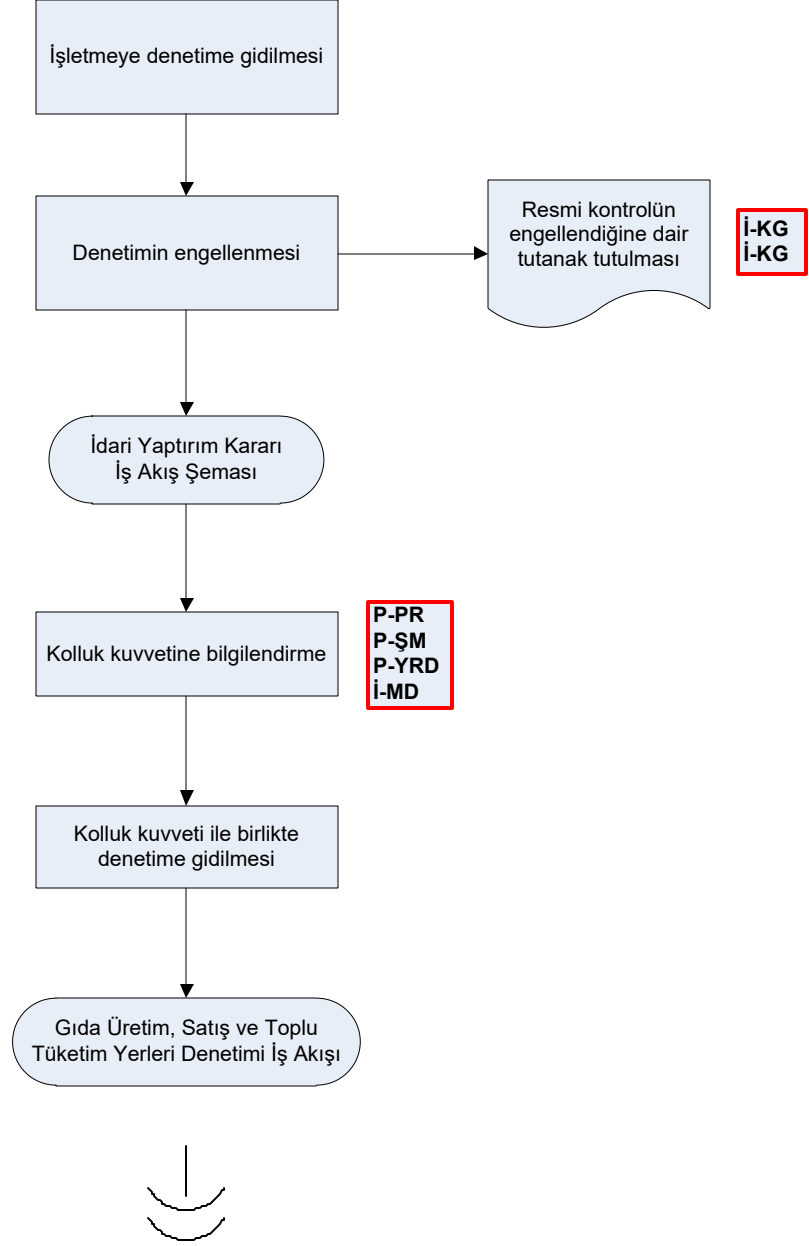 İşletmeye denetime gidilmesi
Denetimin engellenmesi
Resmi kontrolün
engellendiğine dair
tutanak tutulması
İ-KG
İ-KG
İdari Yaptırım Kararı
İş Akış Şeması
Kolluk kuvvetine bilgilendirme
P-PR
P-ŞM
P-YRD
İ-MD
Kolluk kuvveti ile birlikte
denetime gidilmesi
Gıda Üretim, Satış ve Toplu
Tüketim Yerleri Denetimi İş Akışı